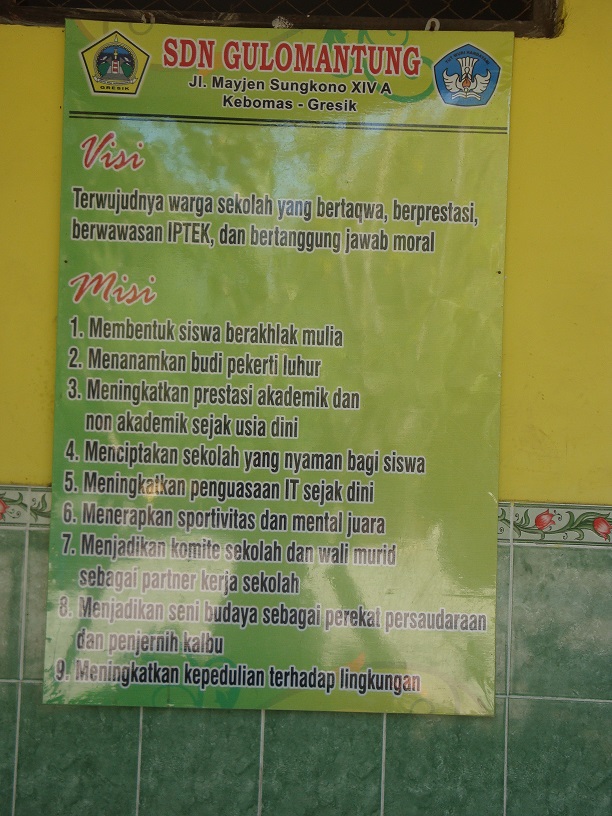 SDN GULOMANTUNG
Jl. Mayjen Sungkono XIV A
Kebomas - Gresik
GRESIK
Visi
Terwujudnya warga sekolah yang bertaqwa, berprestasi,
berwawasan IPTEK, dan bertanggung jawab moral
Misi
1. Membentuk siswa berakhlak mulia
2. Menanamkan budi pekerti luhur
3. Meningkatkan prestasi akademik dan
non akademik sejak usia dini
4. Menciptakan sekolah yang nyaman bagi siswa
5. Meningkatkan penguasaan IT sejak dini
6. Menerapkan sportivitas dan mental juara
7. Menjadikan komite sekolah dan wali murid
sebagai partner kerja sekolah
8. Menjadikan seni budaya sebagai perekat persaudaraan
dan penjernih kalbu
9. Meningkatkan kepedulian terhadap lingkungan